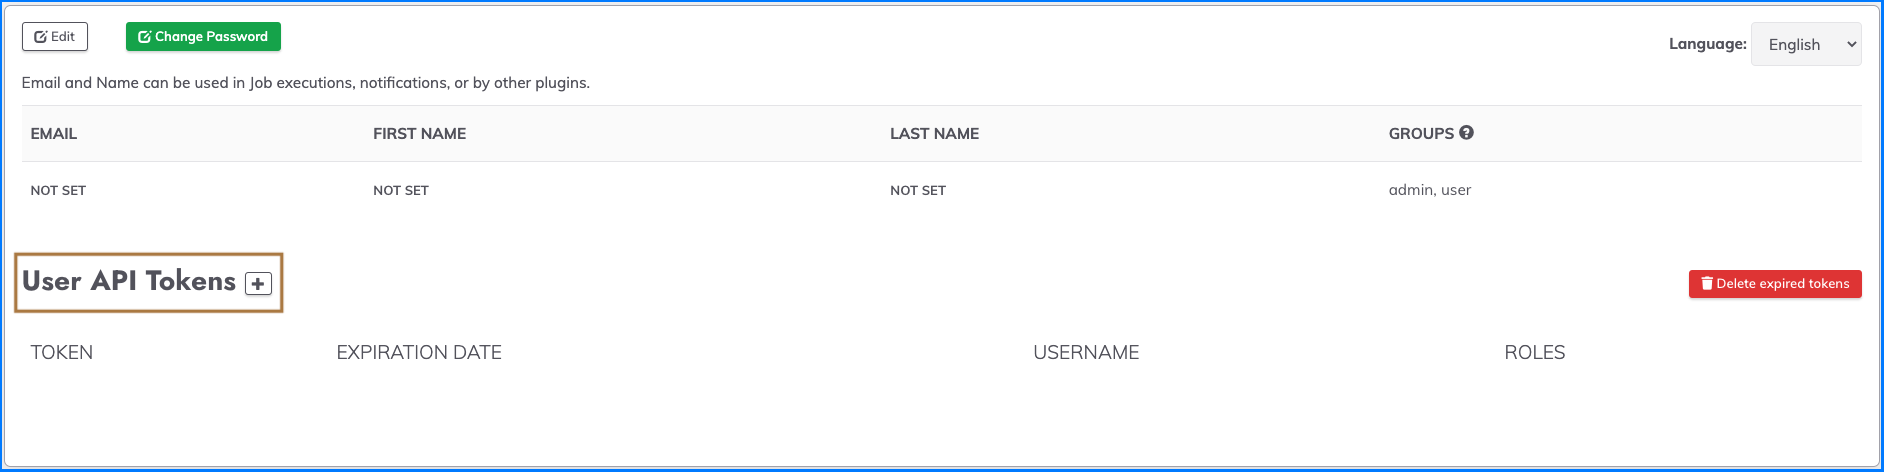 Edit Change Password Language: English
Email and Name can be used in Job executions, notifications, or by other plugins.
EMAIL FIRST NAME LAST NAME GROUPS
NOT SET NOT SET NOT SET admin, user
User API Tokens + Delete expired tokens
TOKEN EXPIRATION DATE USERNAME ROLES